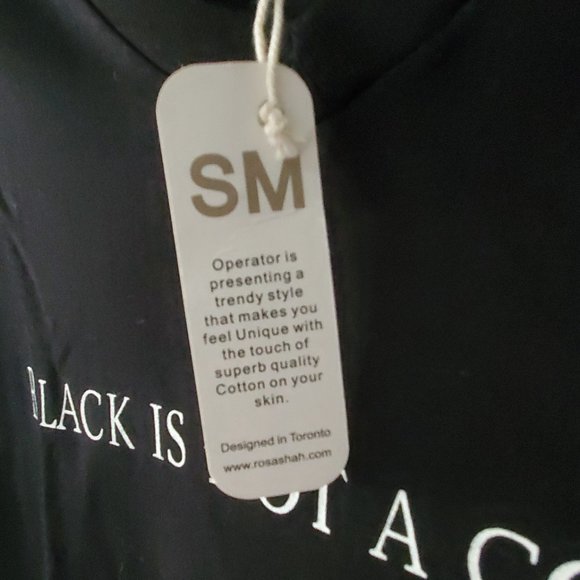 SM
Operator is
presenting a
trendy style
that makes you
feel Unique with
the touch of
superb quality
Cotton on your
skin.
Designed in Toronto
www.rosashah.com
BLACK IS
A